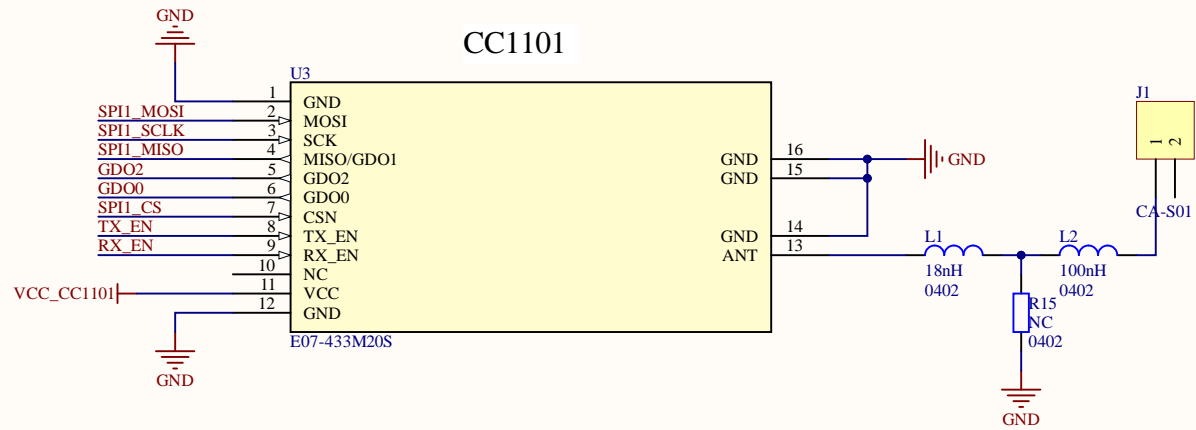 GND
CC1101
U3
1 GND
SPI1_MOSI 2 MOSI
SPI1_SCLK 3 SCK
SPI1_MISO 4 MISO/GDO1
GDO2 5 GDO2
GDO0 6 GDO0
SPI1_CS 7 CSN
TX_EN 8 TX_EN
RX_EN 9 RX_EN
10 NC
VCC_CC1101 11 VCC
12 GND
E07-433M20S
GND
GND 16
GND 15
GND 14
ANT 13
GND
L1
18nH
0402
L2
100nH
0402
R15
NC
0402
GND
J1
1
2
CA-S01